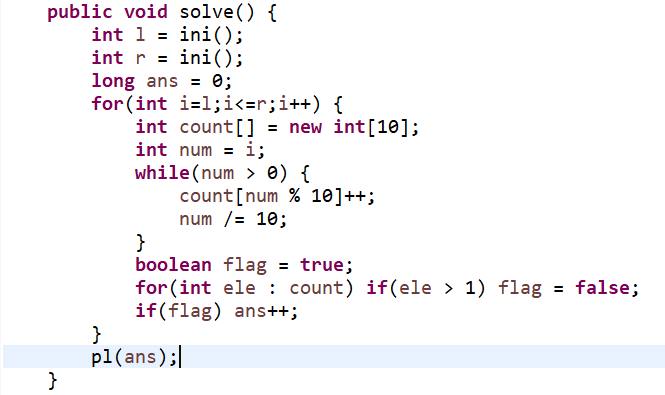 public void solve() {
int l = ini();
int r = ini();
long ans = 0;
for(int i=l;i<=r;i++) {
int count[] = new int[10];
int num = i;
while(num > 0) {
count[num % 10]++;
num /= 10;
}
boolean flag = true;
for(int ele : count) if(ele > 1) flag = false;
if(flag) ans++;
}
pl(ans);
}